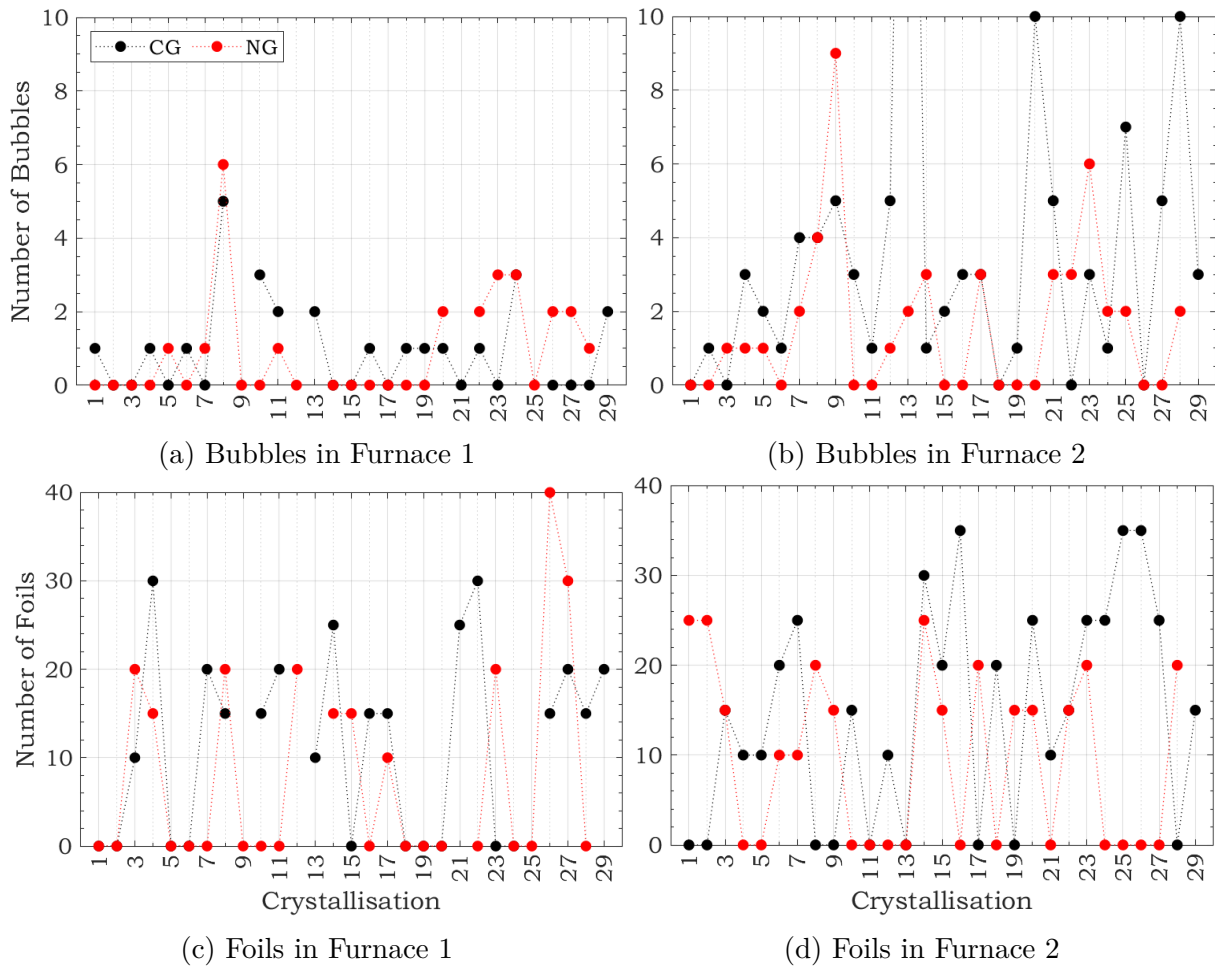 10
8
6
4
2
0
Number of Bubbles
CG NG
1 3 5 7 9 11 13 15 17 19 21 23 25 27 29
(a) Bubbles in Furnace 1
10
8
6
4
2
0
1 3 5 7 9 11 13 15 17 19 21 23 25 27 29
(b) Bubbles in Furnace 2
40
30
20
10
0
Number of Foils
1 3 5 7 9 11 13 15 17 19 21 23 25 27 29
Crystallisation
(c) Foils in Furnace 1
40
30
20
10
0
1 3 5 7 9 11 13 15 17 19 21 23 25 27 29
Crystallisation
(d) Foils in Furnace 2